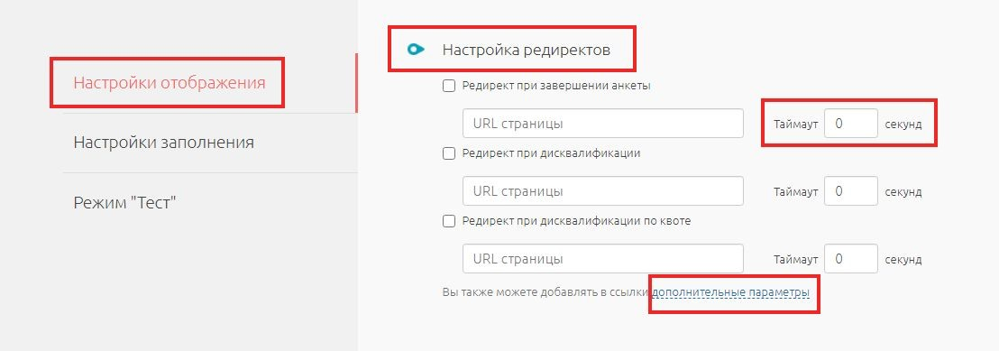 Настройки отображения
Настройки заполнения
Режим "Тест"
Настройка редиректов
Редирект при завершении анкеты
URL страницы Таймаут 0 секунд
Редирект при дисквалификации
URL страницы Таймаут 0 секунд
Редирект при дисквалификации по квоте
URL страницы Таймаут 0 секунд
Вы также можете добавлять в ссылки дополнительные параметры